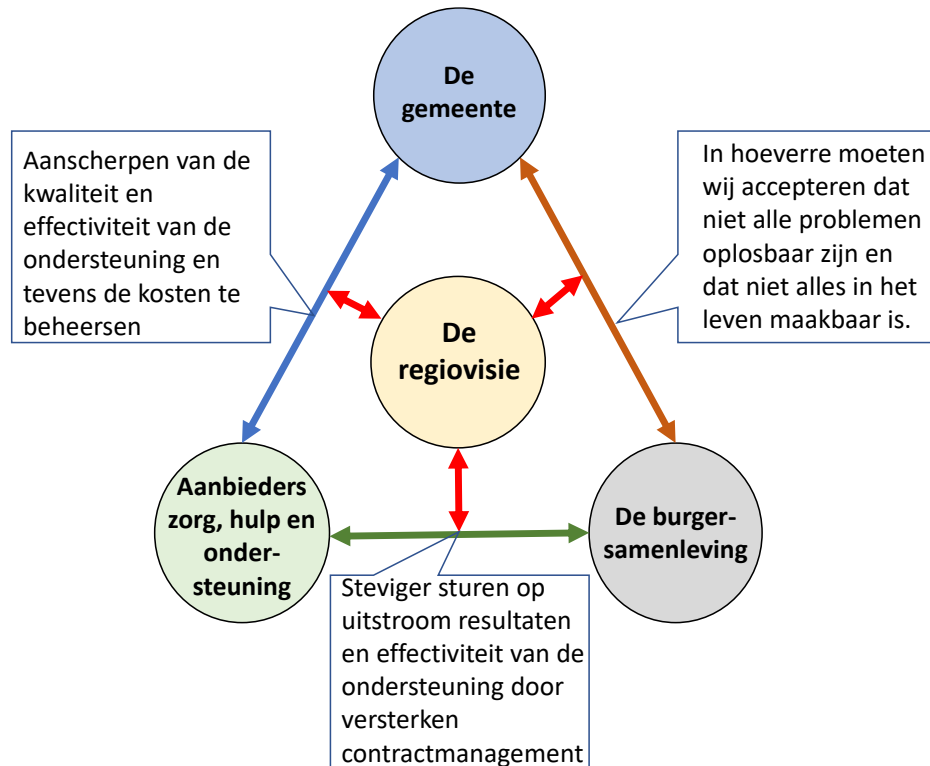 De
gemeente
Aanscherpen van de
kwaliteit en
effectiviteit van de
ondersteuning en
tevens de kosten te
beheersen
In hoeverre moeten
wij accepteren dat
niet alle problemen
oplosbaar zijn en
dat niet alles in het
leven maakbaar is.
De
regiovisie
Aanbieders
zorg, hulp en
onder-
steuning
De burger-
samenleving
Steviger sturen op
uitstroom resultaten
en effectiviteit van de
ondersteuning door
versterken
contractmanagement